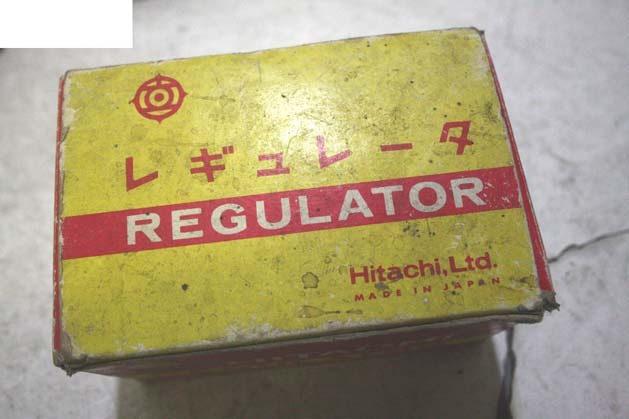 レギュレータ
REGULATOR
Hitachi, Ltd.
MADE IN JAPAN